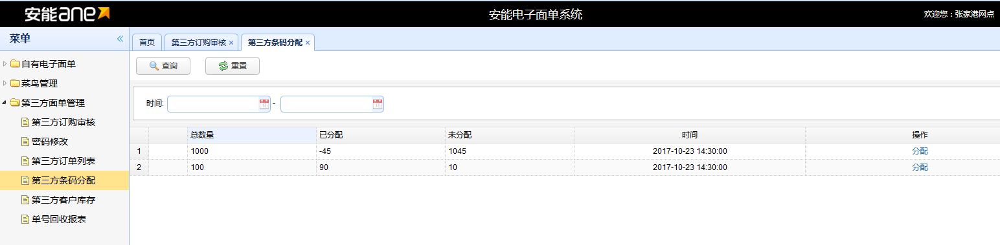 安能ane
安能电子面单系统
欢迎您：张家港网点
菜单
首页
第三方订购审核
第三方条码分配
自有电子面单
菜鸟管理
第三方面单管理
第三方订购审核
密码修改
第三方订单列表
第三方条码分配
第三方客户库存
单号回收报表
查询
重置
时间:
-
总数量 已分配 未分配 时间 操作
1 1000 -45 1045 2017-10-23 14:30:00 分配
2 100 90 10 2017-10-23 14:30:00 分配